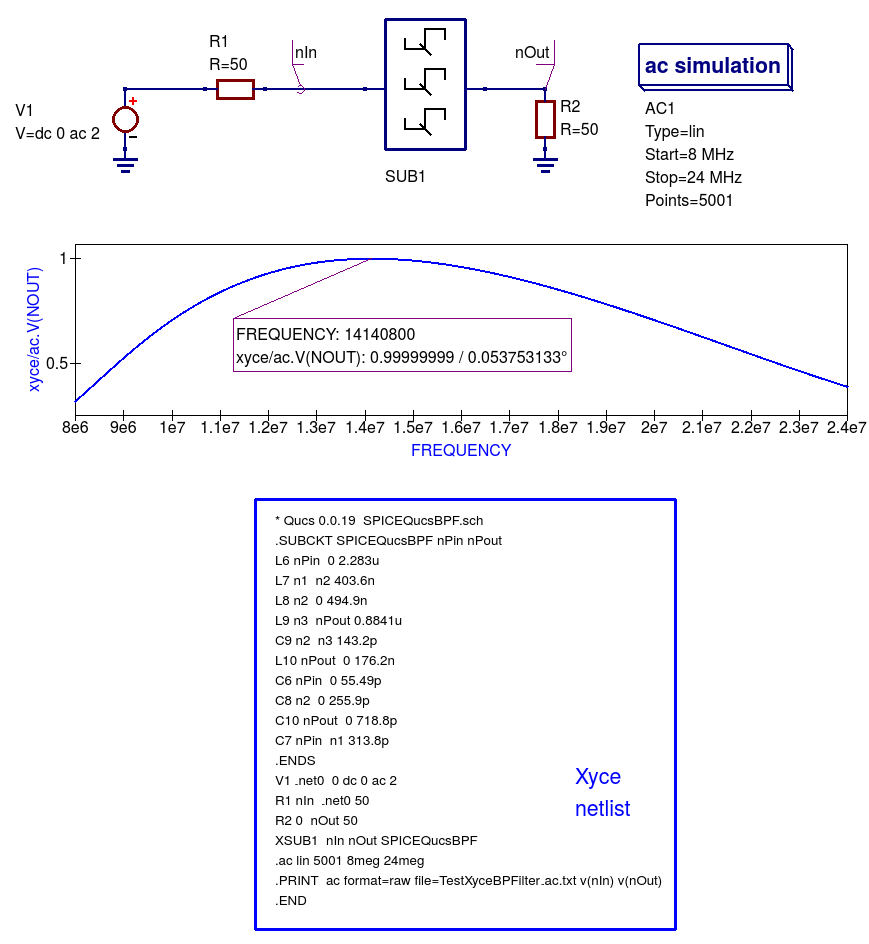 R1
R=50
nIn
nOut
V1
V=dc 0 ac 2
+
-
R2
R=50
SUB1
ac simulation
AC1
Type=lin
Start=8 MHz
Stop=24 MHz
Points=5001
xyce/ac.V(NOUT)
1
0.5
FREQUENCY: 14140800
xyce/ac.V(NOUT): 0.99999999 / 0.053753133°
8e6 9e6 1e7 1.1e7 1.2e7 1.3e7 1.4e7 1.5e7 1.6e7 1.7e7 1.8e7 1.9e7 2e7 2.1e7 2.2e7 2.3e7 2.4e7
FREQUENCY
* Qucs 0.0.19 SPICEQucsBPF.sch
.SUBCKT SPICEQucsBPF nPin nPout
L6 nPin 0 2.283u
L7 n1 n2 403.6n
L8 n2 0 494.9n
L9 n3 nPout 0.8841u
C9 n2 n3 143.2p
L10 nPout 0 176.2n
C6 nPin 0 55.49p
C8 n2 0 255.9p
C10 nPout 0 718.8p
C7 nPin n1 313.8p
.ENDS
V1 _net0 0 dc 0 ac 2
R1 nIn _net0 50
R2 0 nOut 50
XSUB1 nIn nOut SPICEQucsBPF
.ac lin 5001 8meg 24meg
.PRINT ac format=raw file=TestXyceBPFilter_ac.txt v(nIn) v(nOut)
.END
Xyce
netlist